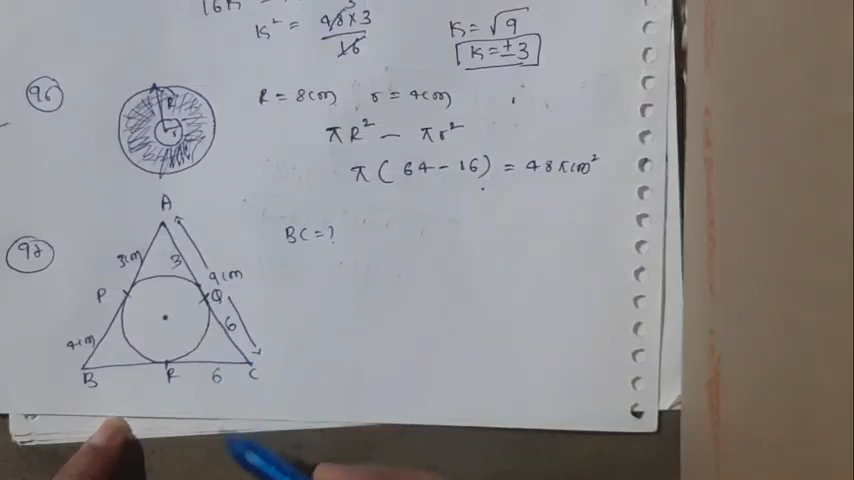 K² = 48×3 / 16
K = √9
K = ±3
96
R
r
R = 8cm r = 4cm
πR² − πr²
π(64 − 16) = 48πcm²
97
A
BC = ?
3cm
3
9cm
P
Q
4cm
6
B
R
6
C